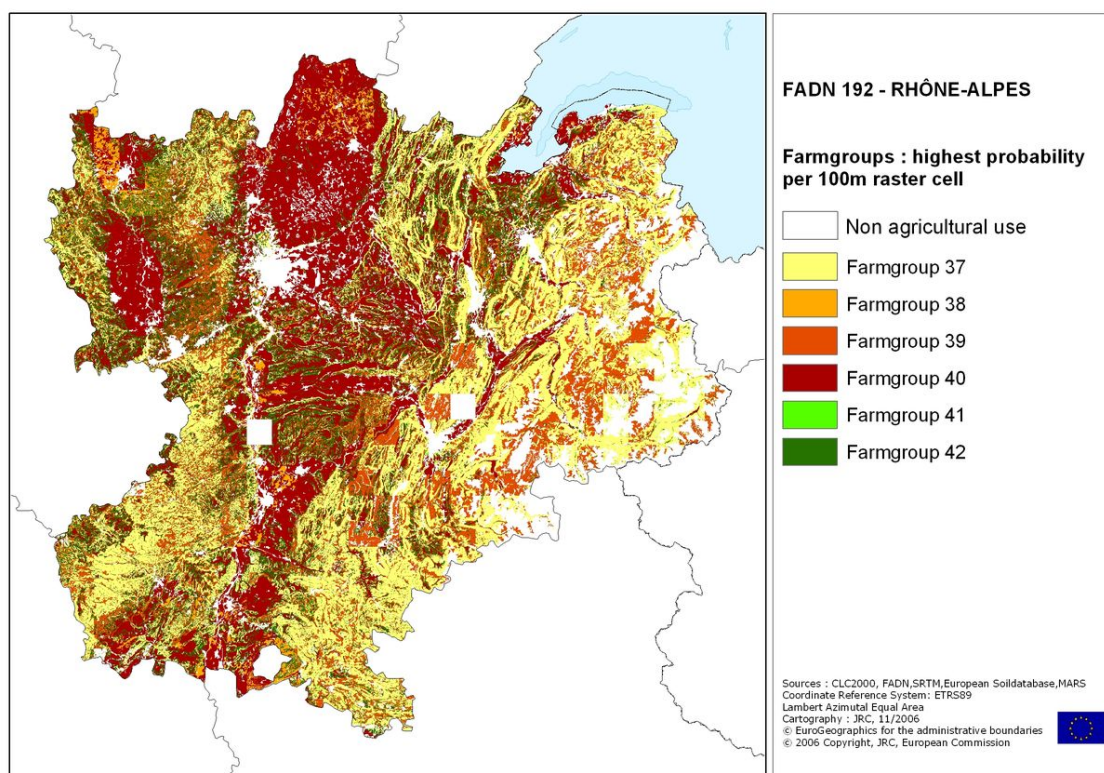 FADN 192 - RHÔNE-ALPES
Farmgroups : highest probability
per 100m raster cell
Non agricultural use
Farmgroup 37
Farmgroup 38
Farmgroup 39
Farmgroup 40
Farmgroup 41
Farmgroup 42
Sources : CLC2000, FADN,SRTM,European Soildatabase,MARS
Coordinate Reference System: ETRS89
Lambert Azimutal Equal Area
Cartography : JRC, 11/2006
© EuroGeographics for the administrative boundaries
© 2006 Copyright, JRC, European Commission